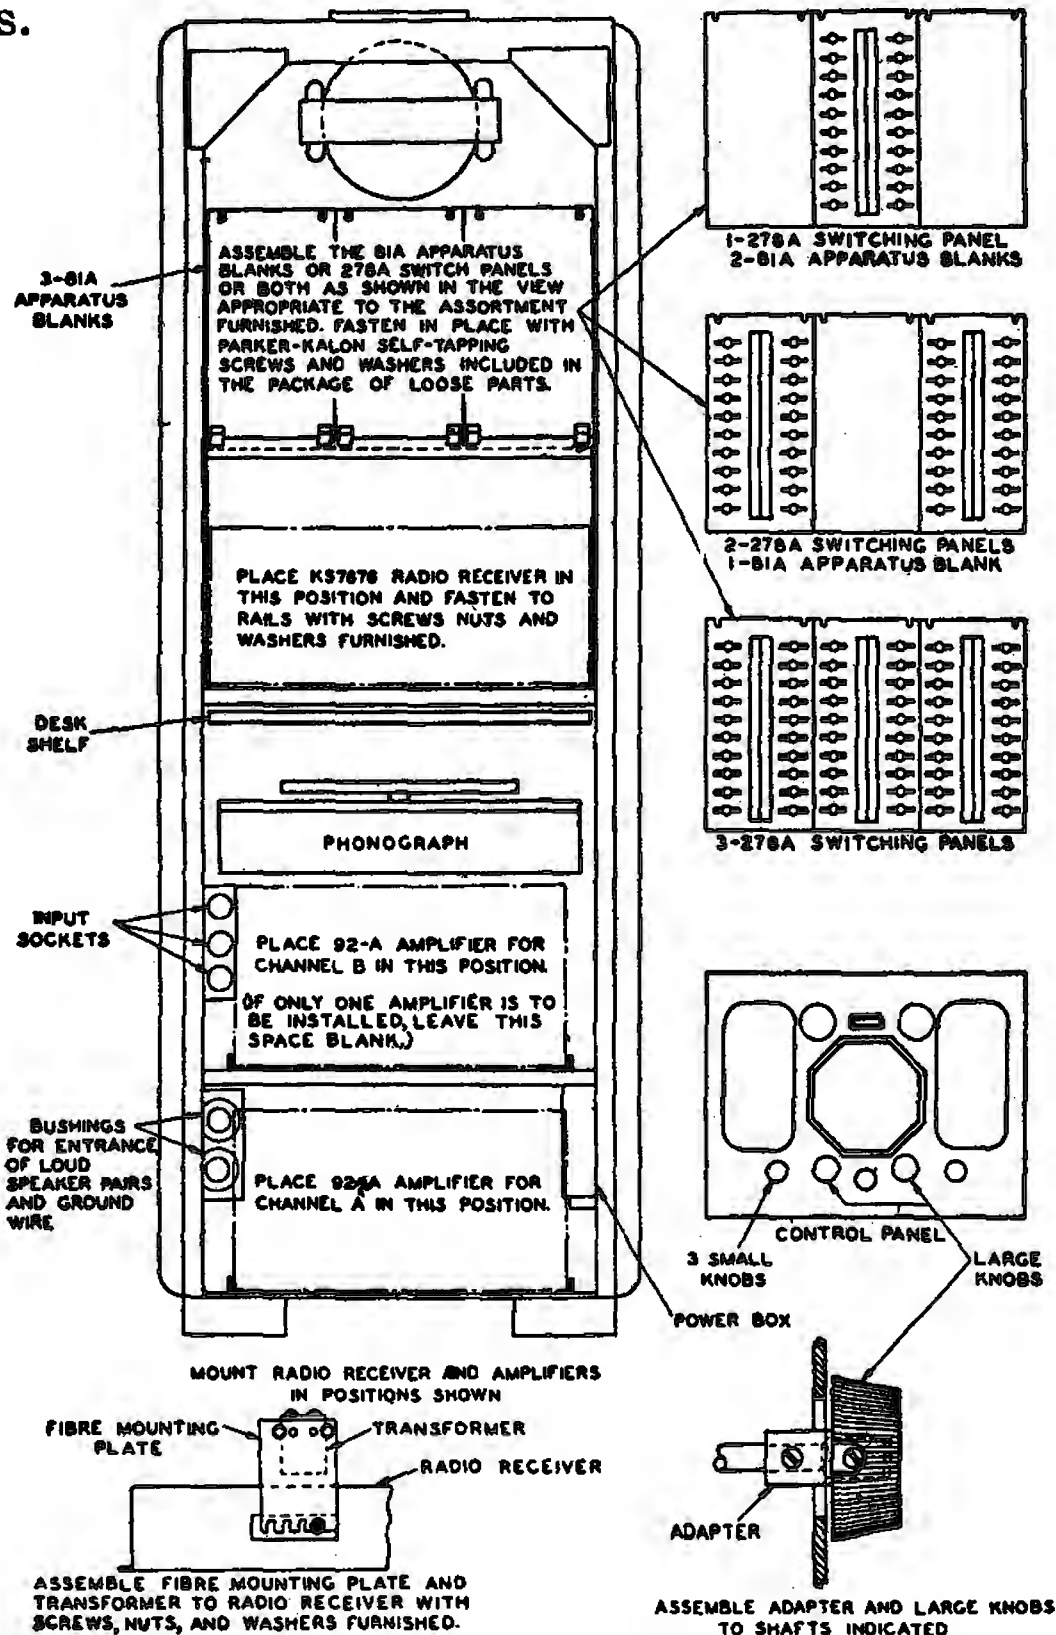 s.
3-81A
APPARATUS
BLANKS
ASSEMBLE THE 81A APPARATUS
BLANKS OR 278A SWITCH PANELS
OR BOTH AS SHOWN IN THE VIEW
APPROPRIATE TO THE ASSORTMENT
FURNISHED. FASTEN IN PLACE WITH
PARKER-KALON SELF-TAPPING
SCREWS AND WASHERS INCLUDED IN
THE PACKAGE OF LOOSE PARTS.
1-278A SWITCHING PANEL
2-81A APPARATUS BLANKS
2-278A SWITCHING PANELS
1-81A APPARATUS BLANK
3-278A SWITCHING PANELS
PLACE KS7676 RADIO RECEIVER IN
THIS POSITION AND FASTEN TO
RAILS WITH SCREWS NUTS AND
WASHERS FURNISHED.
DESK
SHELF
PHONOGRAPH
INPUT
SOCKETS
PLACE 92-A AMPLIFIER FOR
CHANNEL B IN THIS POSITION.
(IF ONLY ONE AMPLIFIER IS TO
BE INSTALLED, LEAVE THIS
SPACE BLANK.)
BUSHINGS
FOR ENTRANCE
OF LOUD
SPEAKER PAIRS
AND GROUND
WIRE
PLACE 92-A AMPLIFIER FOR
CHANNEL A IN THIS POSITION.
POWER BOX
CONTROL PANEL
3 SMALL
KNOBS
LARGE
KNOBS
MOUNT RADIO RECEIVER AND AMPLIFIERS
IN POSITIONS SHOWN
FIBRE MOUNTING
PLATE
TRANSFORMER
RADIO RECEIVER
ASSEMBLE FIBRE MOUNTING PLATE AND
TRANSFORMER TO RADIO RECEIVER WITH
SCREWS, NUTS, AND WASHERS FURNISHED.
ADAPTER
ASSEMBLE ADAPTER AND LARGE KNOBS
TO SHAFTS INDICATED